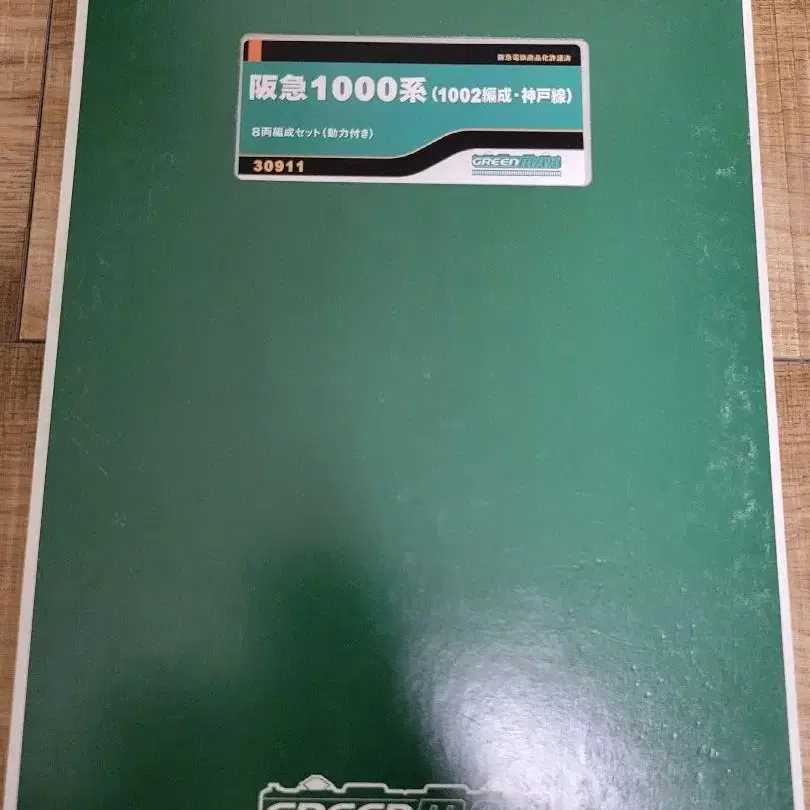 阪急電鉄商品化許諾済
阪急1000系(1002編成・神戸線)
8両編成セット(動力付き)
30911
GREENMAX
GREENM